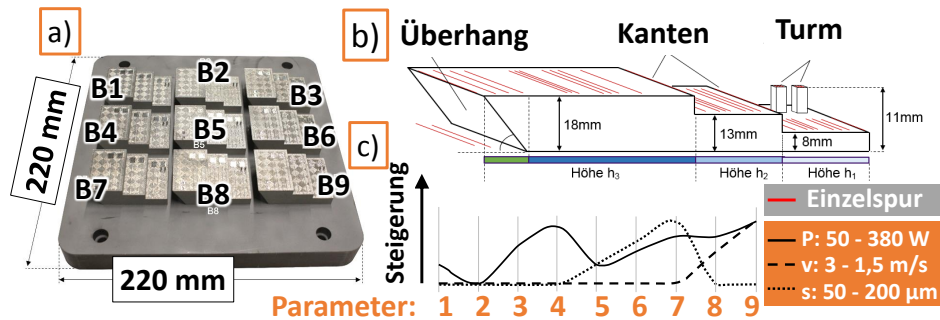 a)
B1
B2
B3
B4
B5
B5
B6
B7
B8
B8
B9
220 mm
220 mm
b)
Überhang
Kanten
Turm
18mm
13mm
8mm
11mm
Höhe h3
Höhe h2
Höhe h1
c)
Steigerung
Einzelspur
P: 50 - 380 W
v: 3 - 1,5 m/s
s: 50 - 200 µm
Parameter: 1 2 3 4 5 6 7 8 9